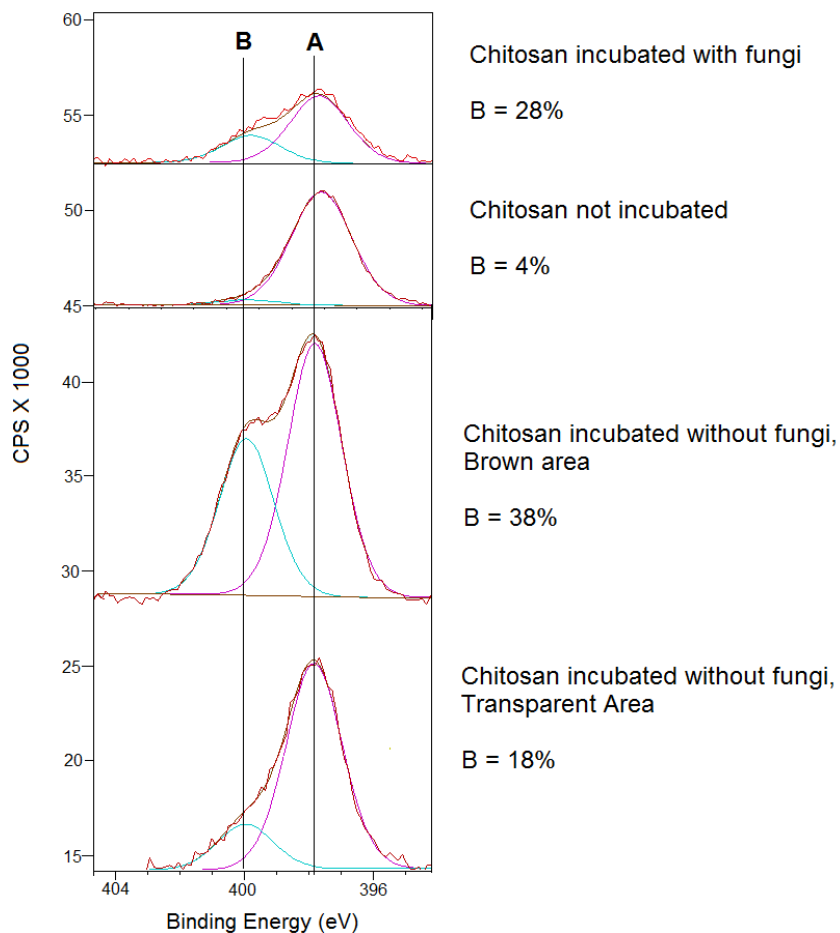 B A
60
55
50
45
40
35
30
25
20
15
404 400 396
Binding Energy (eV)
CPS X 1000
Chitosan incubated with fungi
B = 28%
Chitosan not incubated
B = 4%
Chitosan incubated without fungi,
Brown area
B = 38%
Chitosan incubated without fungi,
Transparent Area
B = 18%